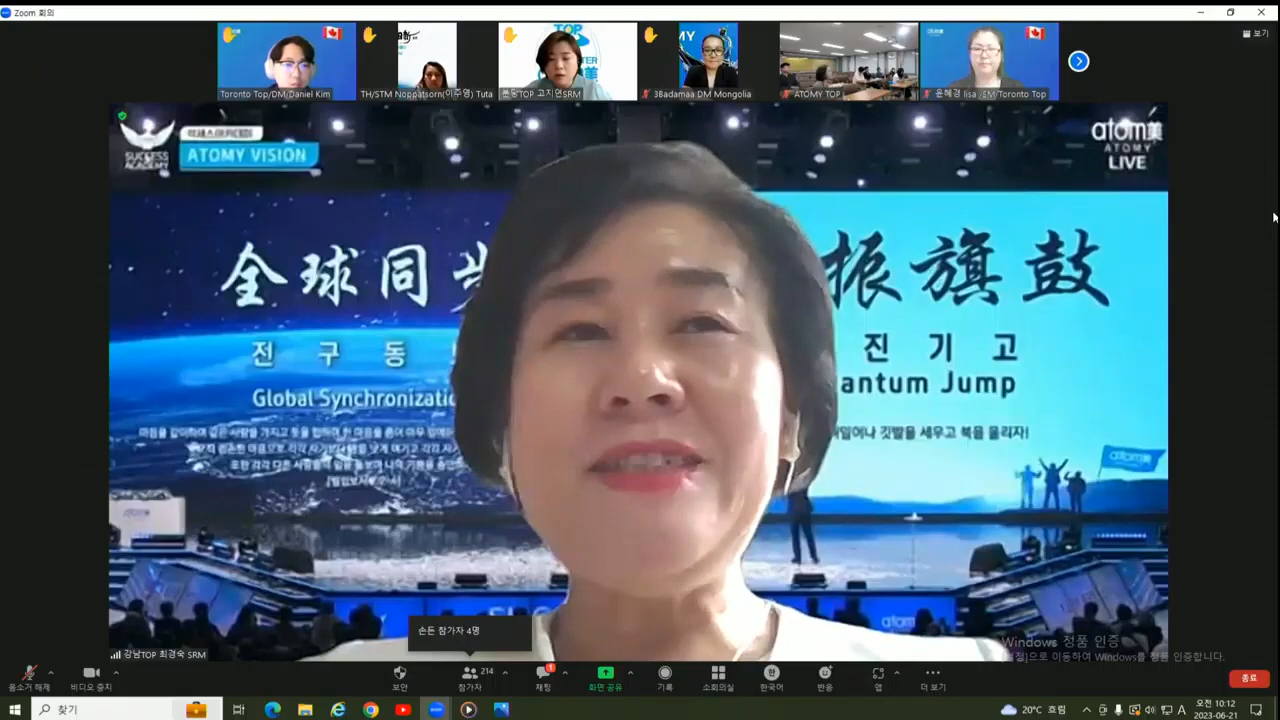 Zoom 회의
보기
Toronto Top/DM/Daniel Kim
TH/STM Noppatsorn(이주영) Tuta
TOP 고지연SRM
3Badamaa DM Mongolia
ATOMY TOP
윤혜경 lisa /SM/Toronto Top
SUCCESS
ACADEMY
ATOMY VISION
atom美
ATOMY
LIVE
全球同步
振旗鼓
전 구 동
진 기 고
Global Synchronizatio
antum Jump
깃발을 세우고 북을 울리자!
atom美
강남TOP 최경숙 SRM
손든 참가자 4명
Windows 정품 인증
[설정]으로 이동하여 Windows를 정품 인증합니다.
음소거 해제
비디오 중지
보안
참가자
214
채팅
1
화면 공유
기록
소회의실
한국어
반응
앱
더 보기
종료
찾기
20°C 흐림
A
오전 10:12
2023-06-21